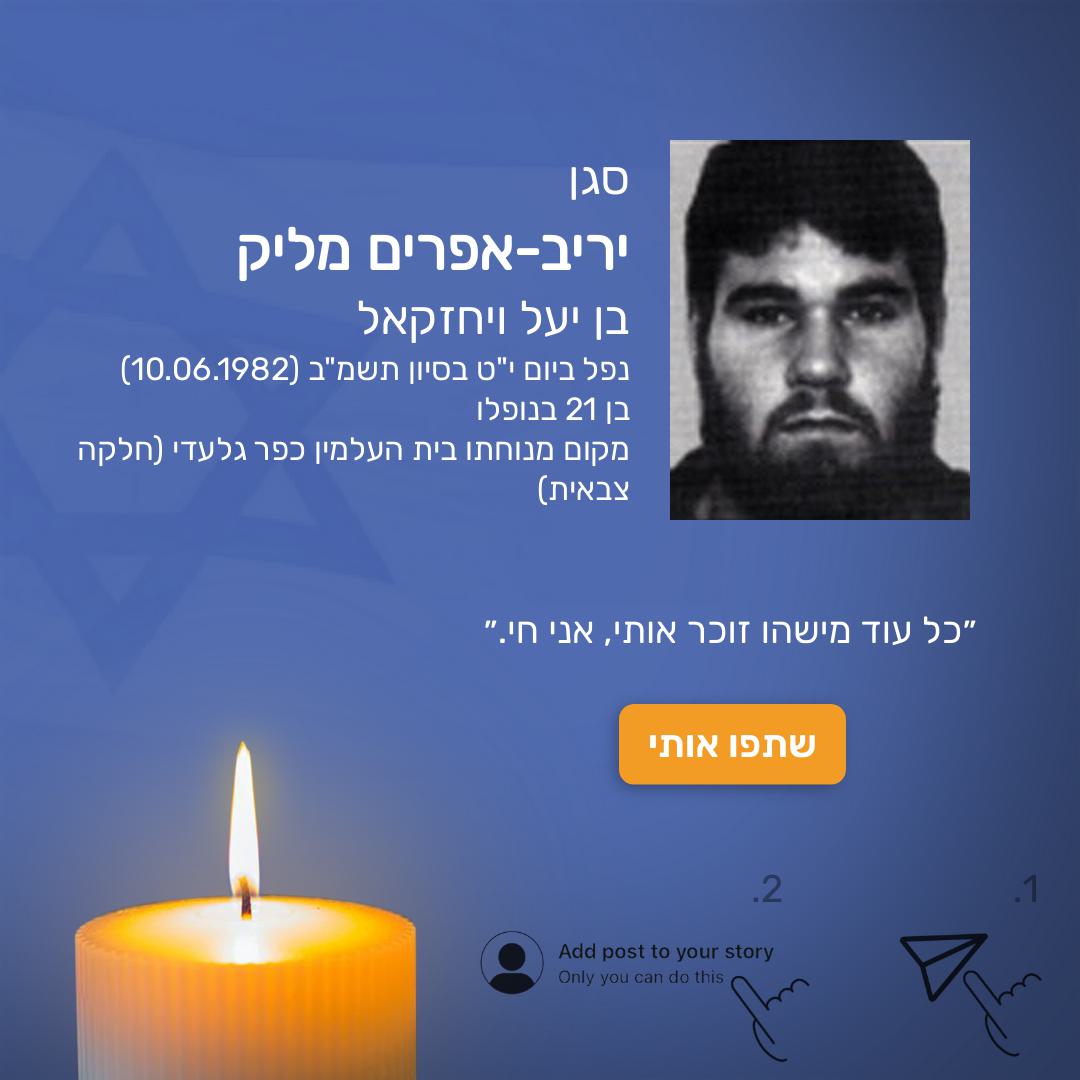 סגן
יריב-אפרים מליק
בן יעל ויחזקאל
נפל ביום י"ט בסיון תשמ"ב (10.06.1982)
בן 21 בנופלו
מקום מנוחתו בית העלמין כפר גלעדי (חלקה
צבאית)
״כל עוד מישהו זוכר אותי, אני חי.״
שתפו אותי
1.
2.
Add post to your story
Only you can do this